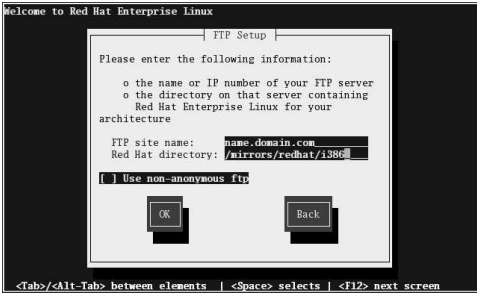 Welcome to Red Hat Enterprise Linux
FTP Setup
Please enter the following information:
o the name or IP number of your FTP server
o the directory on that server containing
Red Hat Enterprise Linux for your
architecture
FTP site name: name.domain.com
Red Hat directory: /mirrors/redhat/i386
[ ] Use non-anonymous ftp
OK Back
<Tab>/<Alt-Tab> between elements | <Space> selects | <F12> next screen